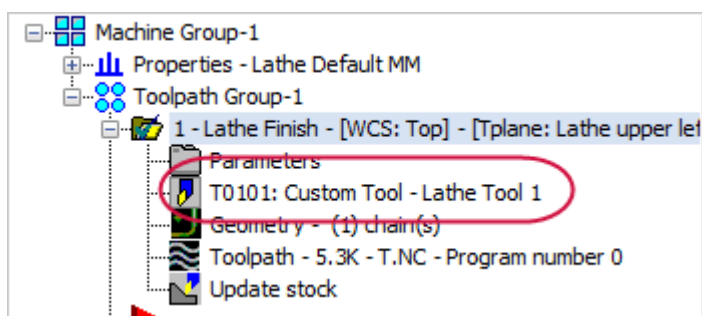 Machine Group-1
Properties - Lathe Default MM
Toolpath Group-1
1 - Lathe Finish - [WCS: Top] - [Tplane: Lathe upper lef
Parameters
T0101: Custom Tool - Lathe Tool 1
Geometry - (1) chain(s)
Toolpath - 5.3K - T.NC - Program number 0
Update stock